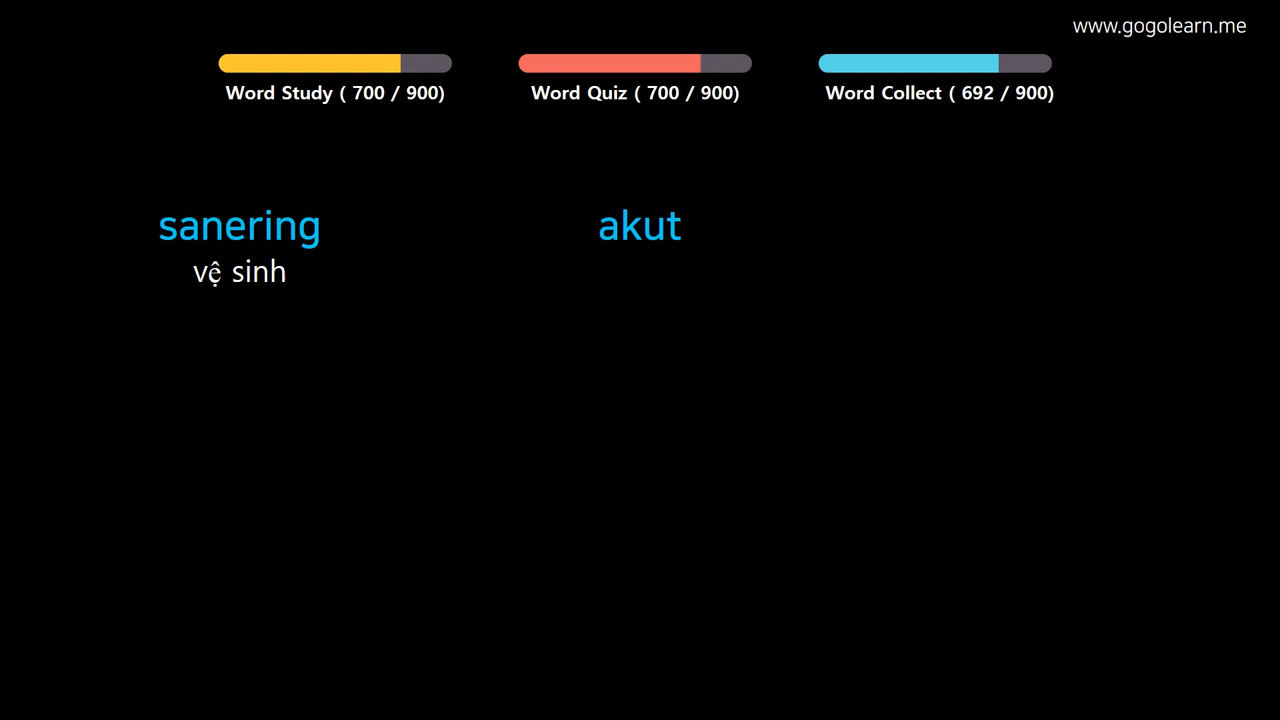 www.gogolearn.me
Word Study ( 700 / 900)
Word Quiz ( 700 / 900)
Word Collect ( 692 / 900)
sanering
vệ sinh
akut